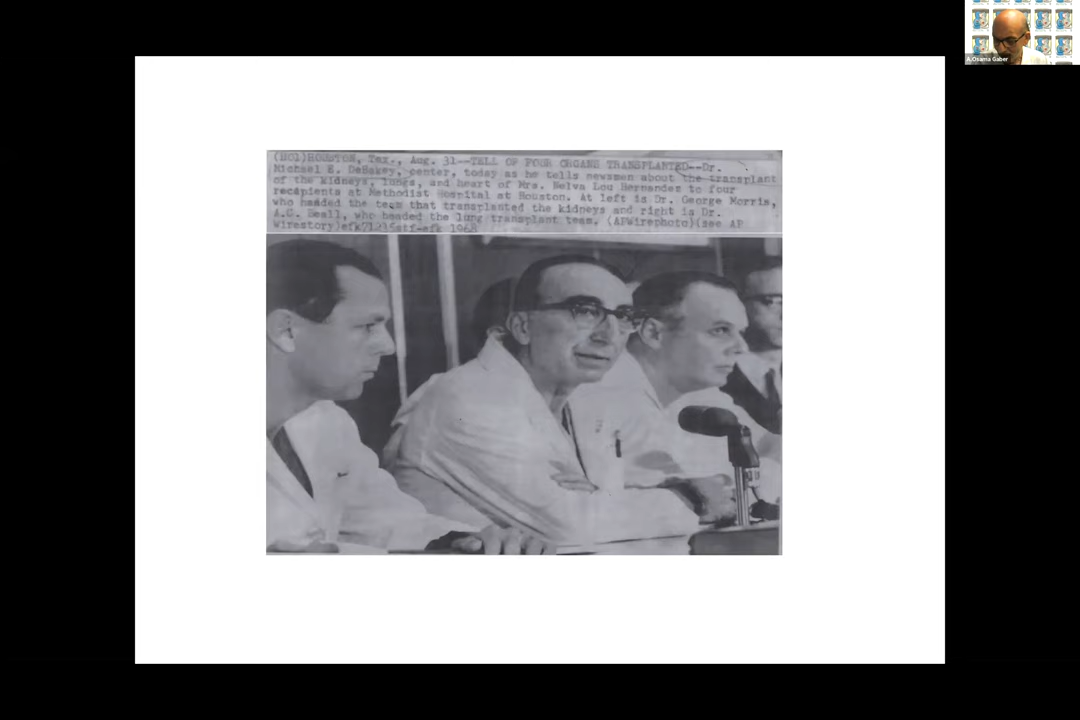 (HO1)HOUSTON, Tex., Aug. 31--TELL OF FOUR ORGANS TRANSPLANTED--Dr.
Michael E. DeBakey, center, today as he tells newsmen about the transplant
of the kidneys, lungs, and heart of Mrs. Nelva Lou Hernandez to four
recipients at Methodist Hospital at Houston. At left is Dr. George Morris,
who headed the team that transplanted the kidneys and right is Dr.
A.C. Beall, who headed the lung transplant team. (APWirephoto)(see AP
Wirestory) 1968
A.Osama Gaber